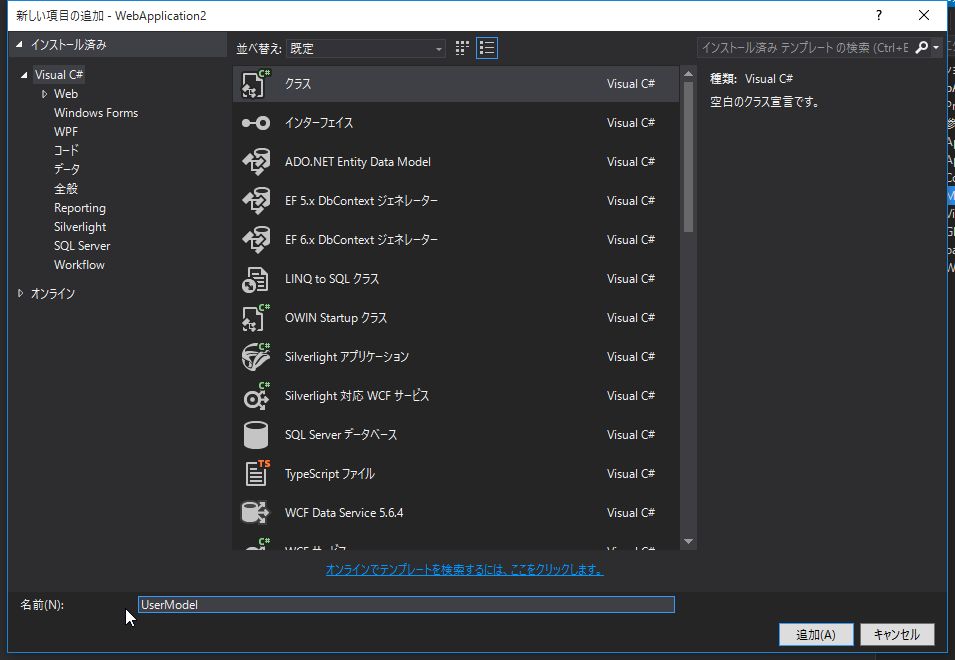 新しい項目の追加 - WebApplication2
?
インストール済み
並べ替え: 既定
インストール済み テンプレート の検索 (Ctrl+E
Visual C#
Web
Windows Forms
WPF
コード
データ
全般
Reporting
Silverlight
SQL Server
Workflow
オンライン
C# クラス Visual C#
インターフェイス Visual C#
ADO.NET Entity Data Model Visual C#
EF 5.x DbContext ジェネレーター Visual C#
EF 6.x DbContext ジェネレーター Visual C#
LINQ to SQL クラス Visual C#
C# OWIN Startup クラス Visual C#
C# Silverlight アプリケーション Visual C#
C# Silverlight 対応 WCF サービス Visual C#
SQL Server データベース Visual C#
TS TypeScript ファイル Visual C#
WCF Data Service 5.6.4 Visual C#
C# WCF サービス Visual C#
種類: Visual C#
空白のクラス宣言です。
オンラインでテンプレートを検索するには、ここをクリックします。
名前(N): UserModel
追加(A) キャンセル